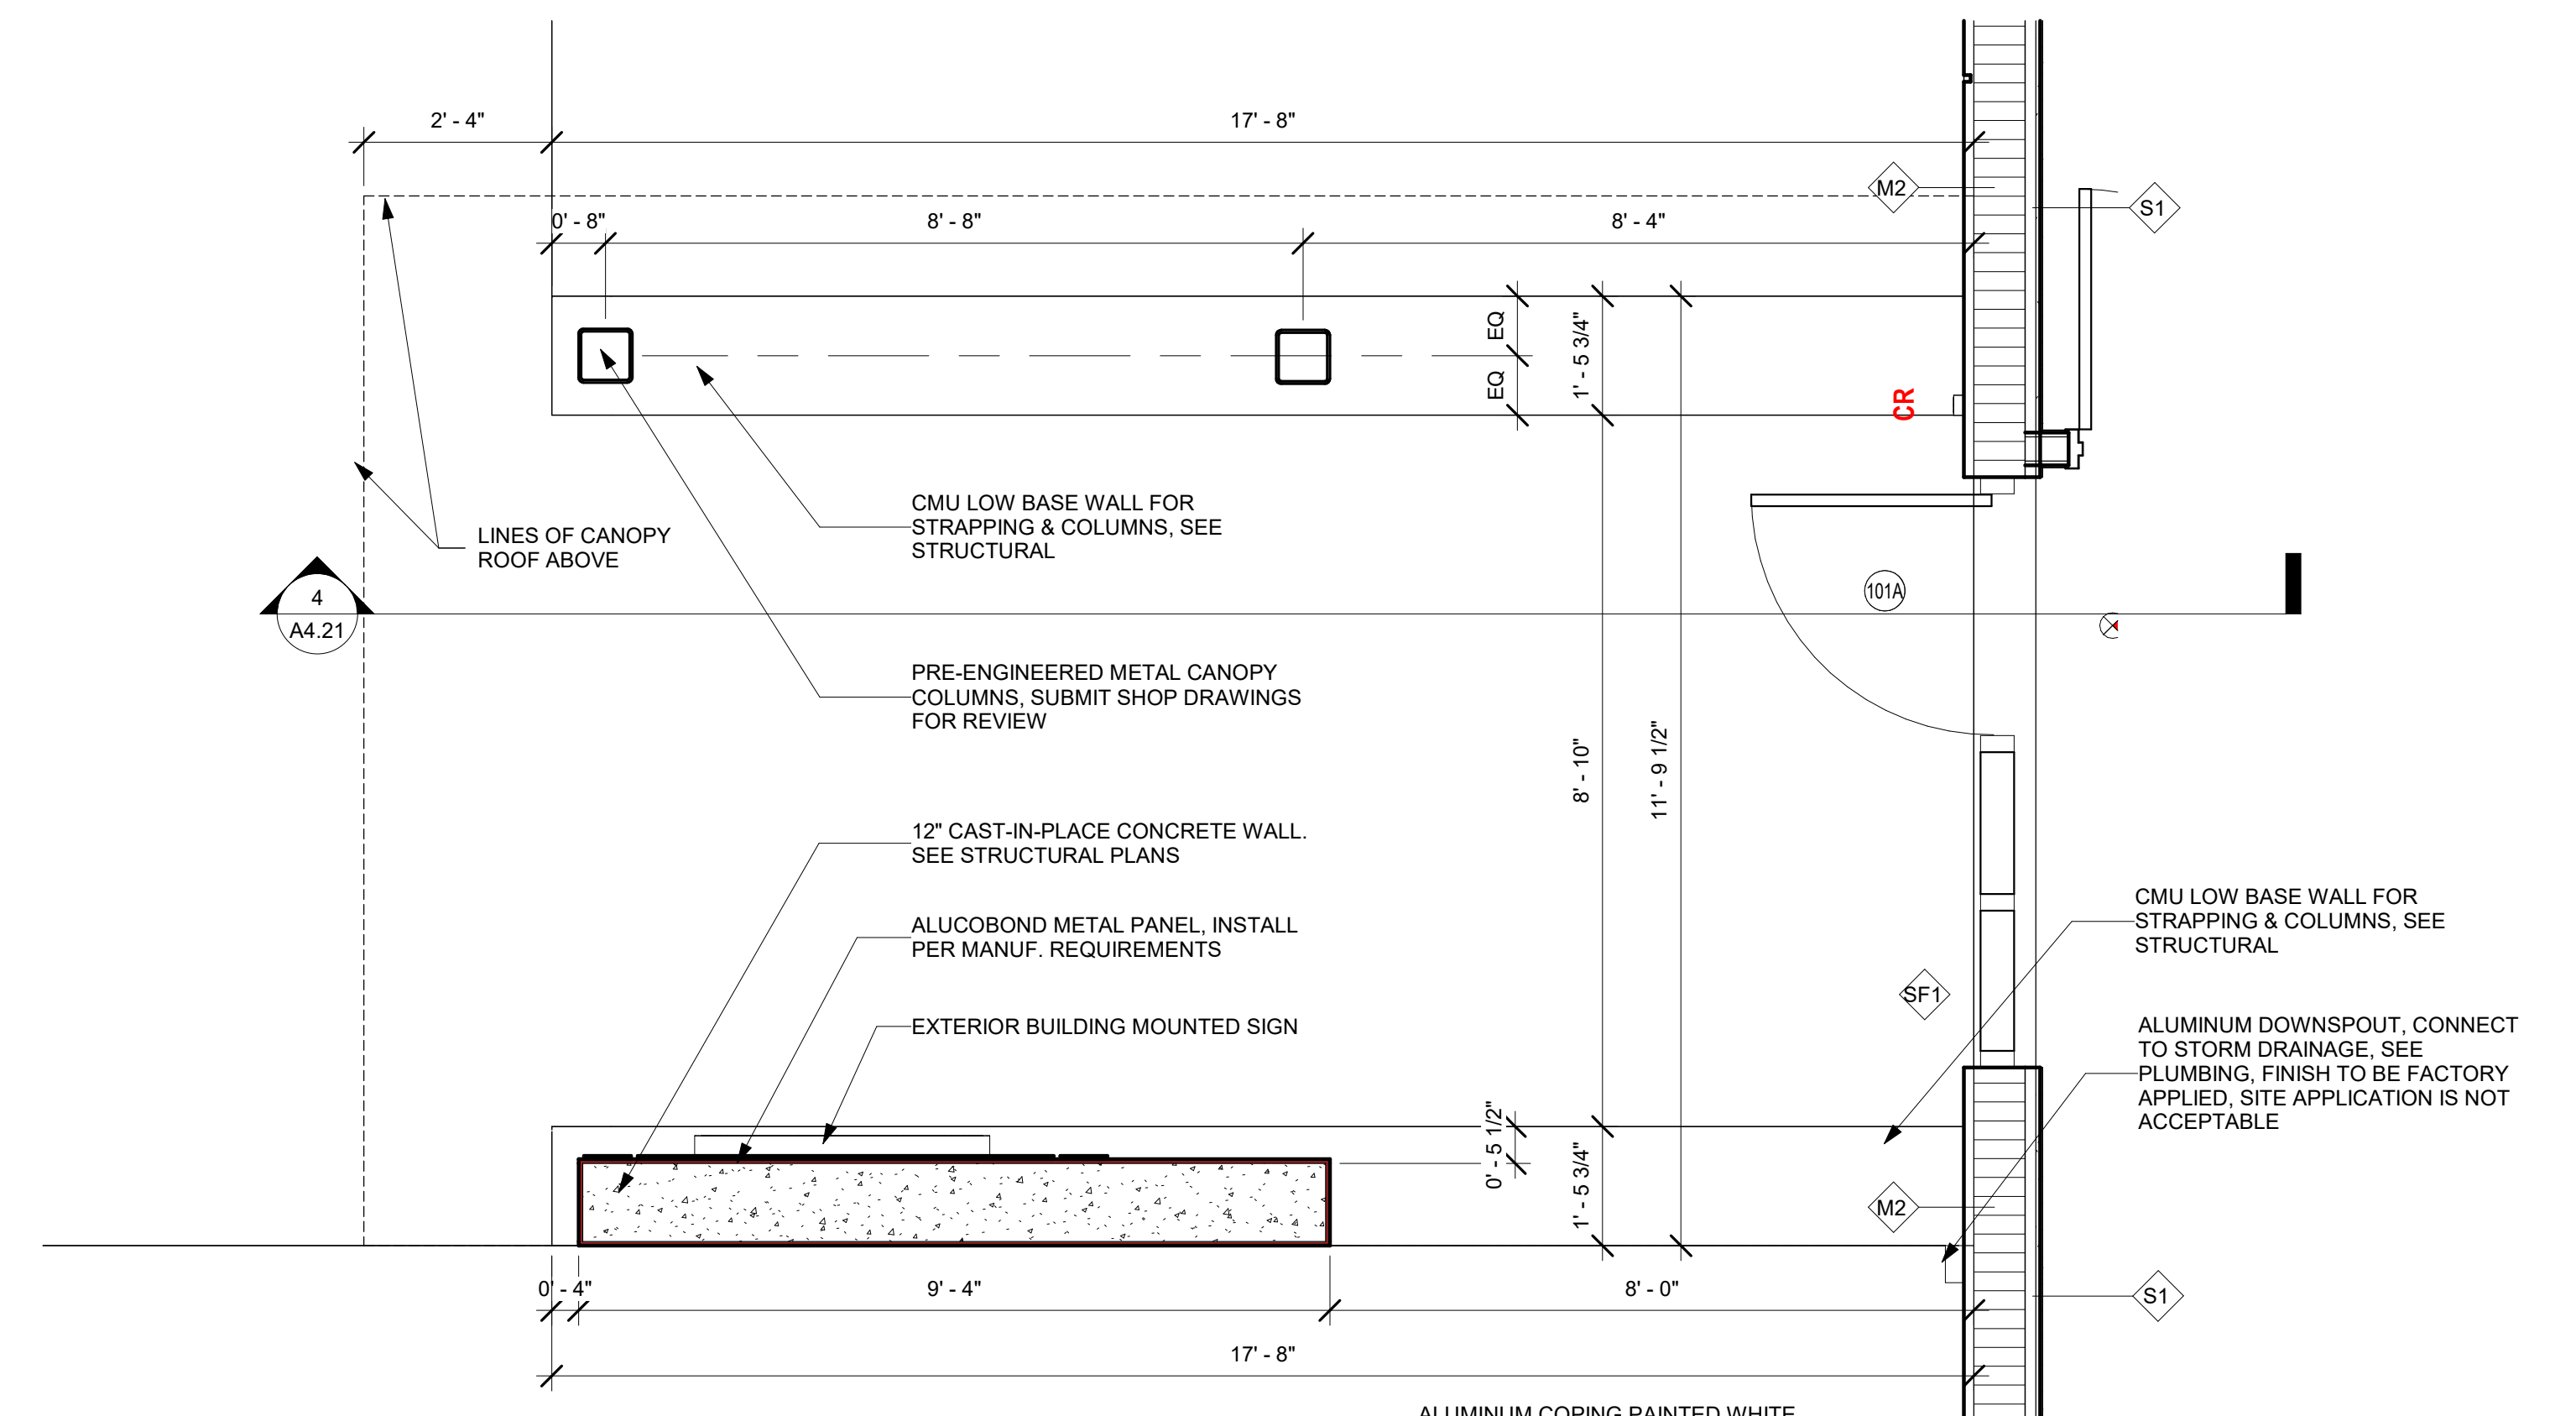 2' - 4"
17' - 8"
M2
S1
0' - 8"
8' - 8"
8' - 4"
EQ
EQ
1' - 5 3/4"
CR
CMU LOW BASE WALL FOR
STRAPPING & COLUMNS, SEE
STRUCTURAL
LINES OF CANOPY
ROOF ABOVE
4
A4.21
101A
PRE-ENGINEERED METAL CANOPY
COLUMNS, SUBMIT SHOP DRAWINGS
FOR REVIEW
8' - 10"
11' - 9 1/2"
12" CAST-IN-PLACE CONCRETE WALL.
SEE STRUCTURAL PLANS
ALUCOBOND METAL PANEL, INSTALL
PER MANUF. REQUIREMENTS
EXTERIOR BUILDING MOUNTED SIGN
CMU LOW BASE WALL FOR
STRAPPING & COLUMNS, SEE
STRUCTURAL
SF1
ALUMINUM DOWNSPOUT, CONNECT
TO STORM DRAINAGE, SEE
PLUMBING, FINISH TO BE FACTORY
APPLIED, SITE APPLICATION IS NOT
ACCEPTABLE
0' - 5 1/2"
1' - 5 3/4"
M2
S1
0' - 4"
9' - 4"
8' - 0"
17' - 8"
ALUMINUM COPING PAINTED WHITE